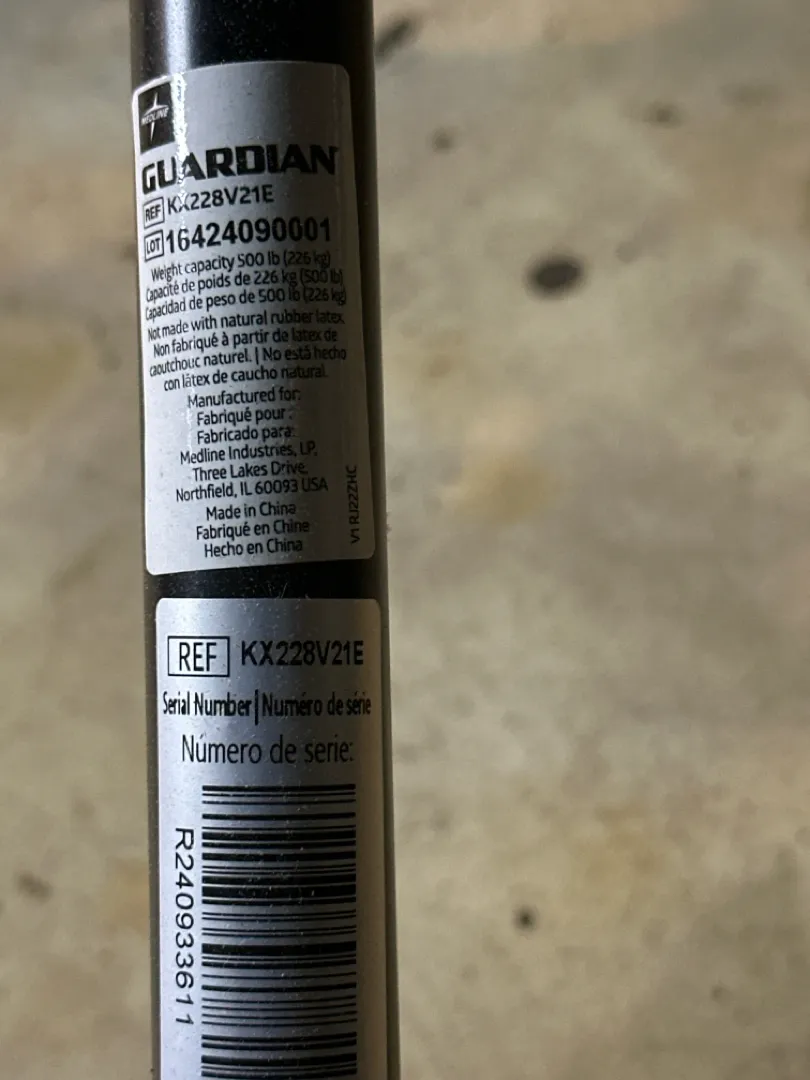 MEDLINE
GUARDIAN
REF KX228V21E
LOT 16424090001
Weight capacity 500 lb (226 kg)
Capacité de poids de 226 kg (500 lb)
Capacidad de peso de 500 lb (226 kg)
Not made with natural rubber latex.
Non fabriqué à partir de latex de
caoutchouc naturel. | No está hecho
con látex de caucho natural.
Manufactured for:
Fabriqué pour :
Fabricado para:
Medline Industries, LP,
Three Lakes Drive,
Northfield, IL 60093 USA
Made in China
Fabriqué en Chine
Hecho en China
V1 RJ22ZHC
REF KX228V21E
Serial Number | Numéro de série
Número de serie:
R240933611